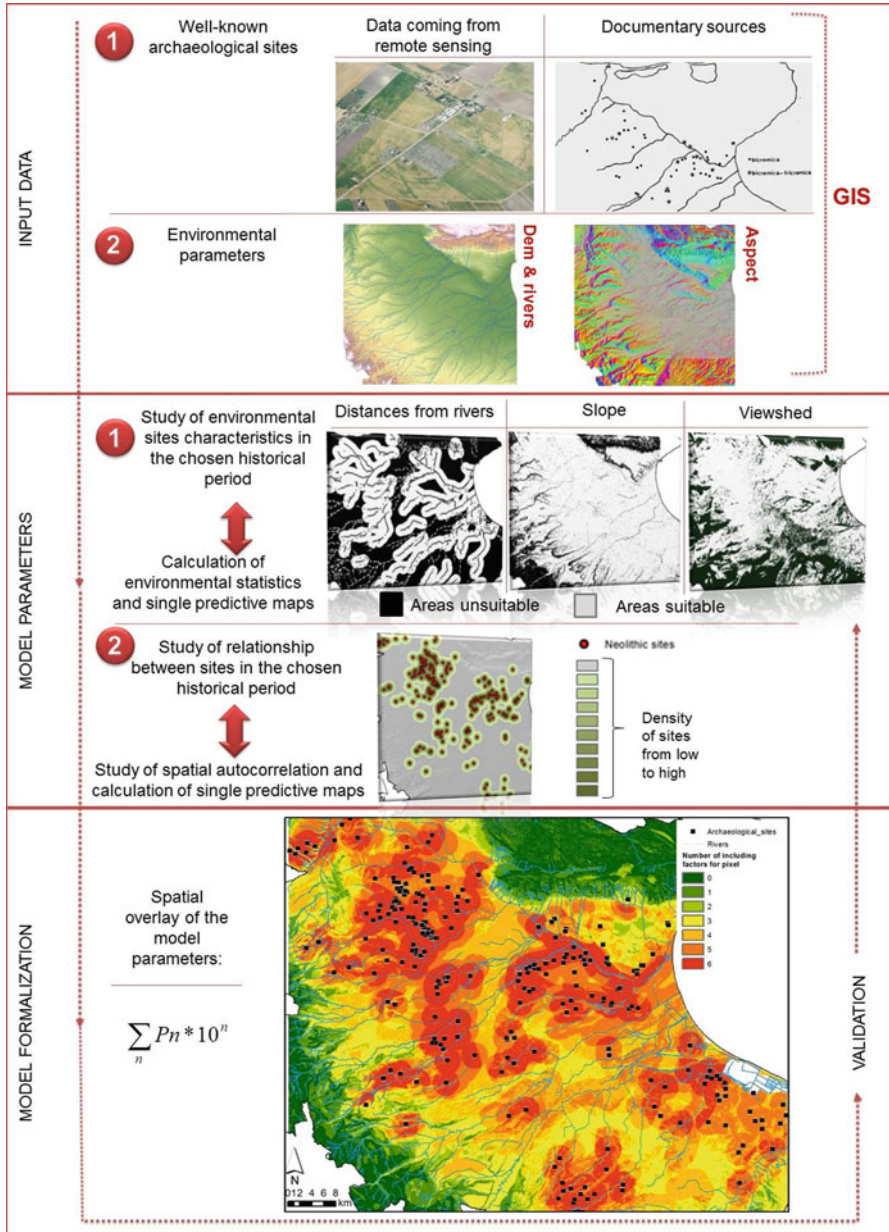 INPUT DATA
1
Well-known
archaeological sites
Data coming from
remote sensing
Documentary sources
GIS
2
Environmental
parameters
Dem & rivers
Aspect
MODEL PARAMETERS
1
Study of environmental
sites characteristics in
the chosen historical
period
Calculation of
environmental statistics
and single predictive maps
Distances from rivers
Slope
Viewshed
Areas unsuitable
Areas suitable
2
Study of relationship
between sites in the chosen
historical period
Study of spatial autocorrelation and
calculation of single predictive maps
Neolithic sites
Density
of sites
from low
to high
MODEL FORMALIZATION
Spatial
overlay of the
model
parameters:
∑ Pn * 10ⁿ
n
Archaeological_sites
Rivers
Number of including
factors for pixel
0
1
2
3
4
5
6
N
012 4 6 8
km
VALIDATION